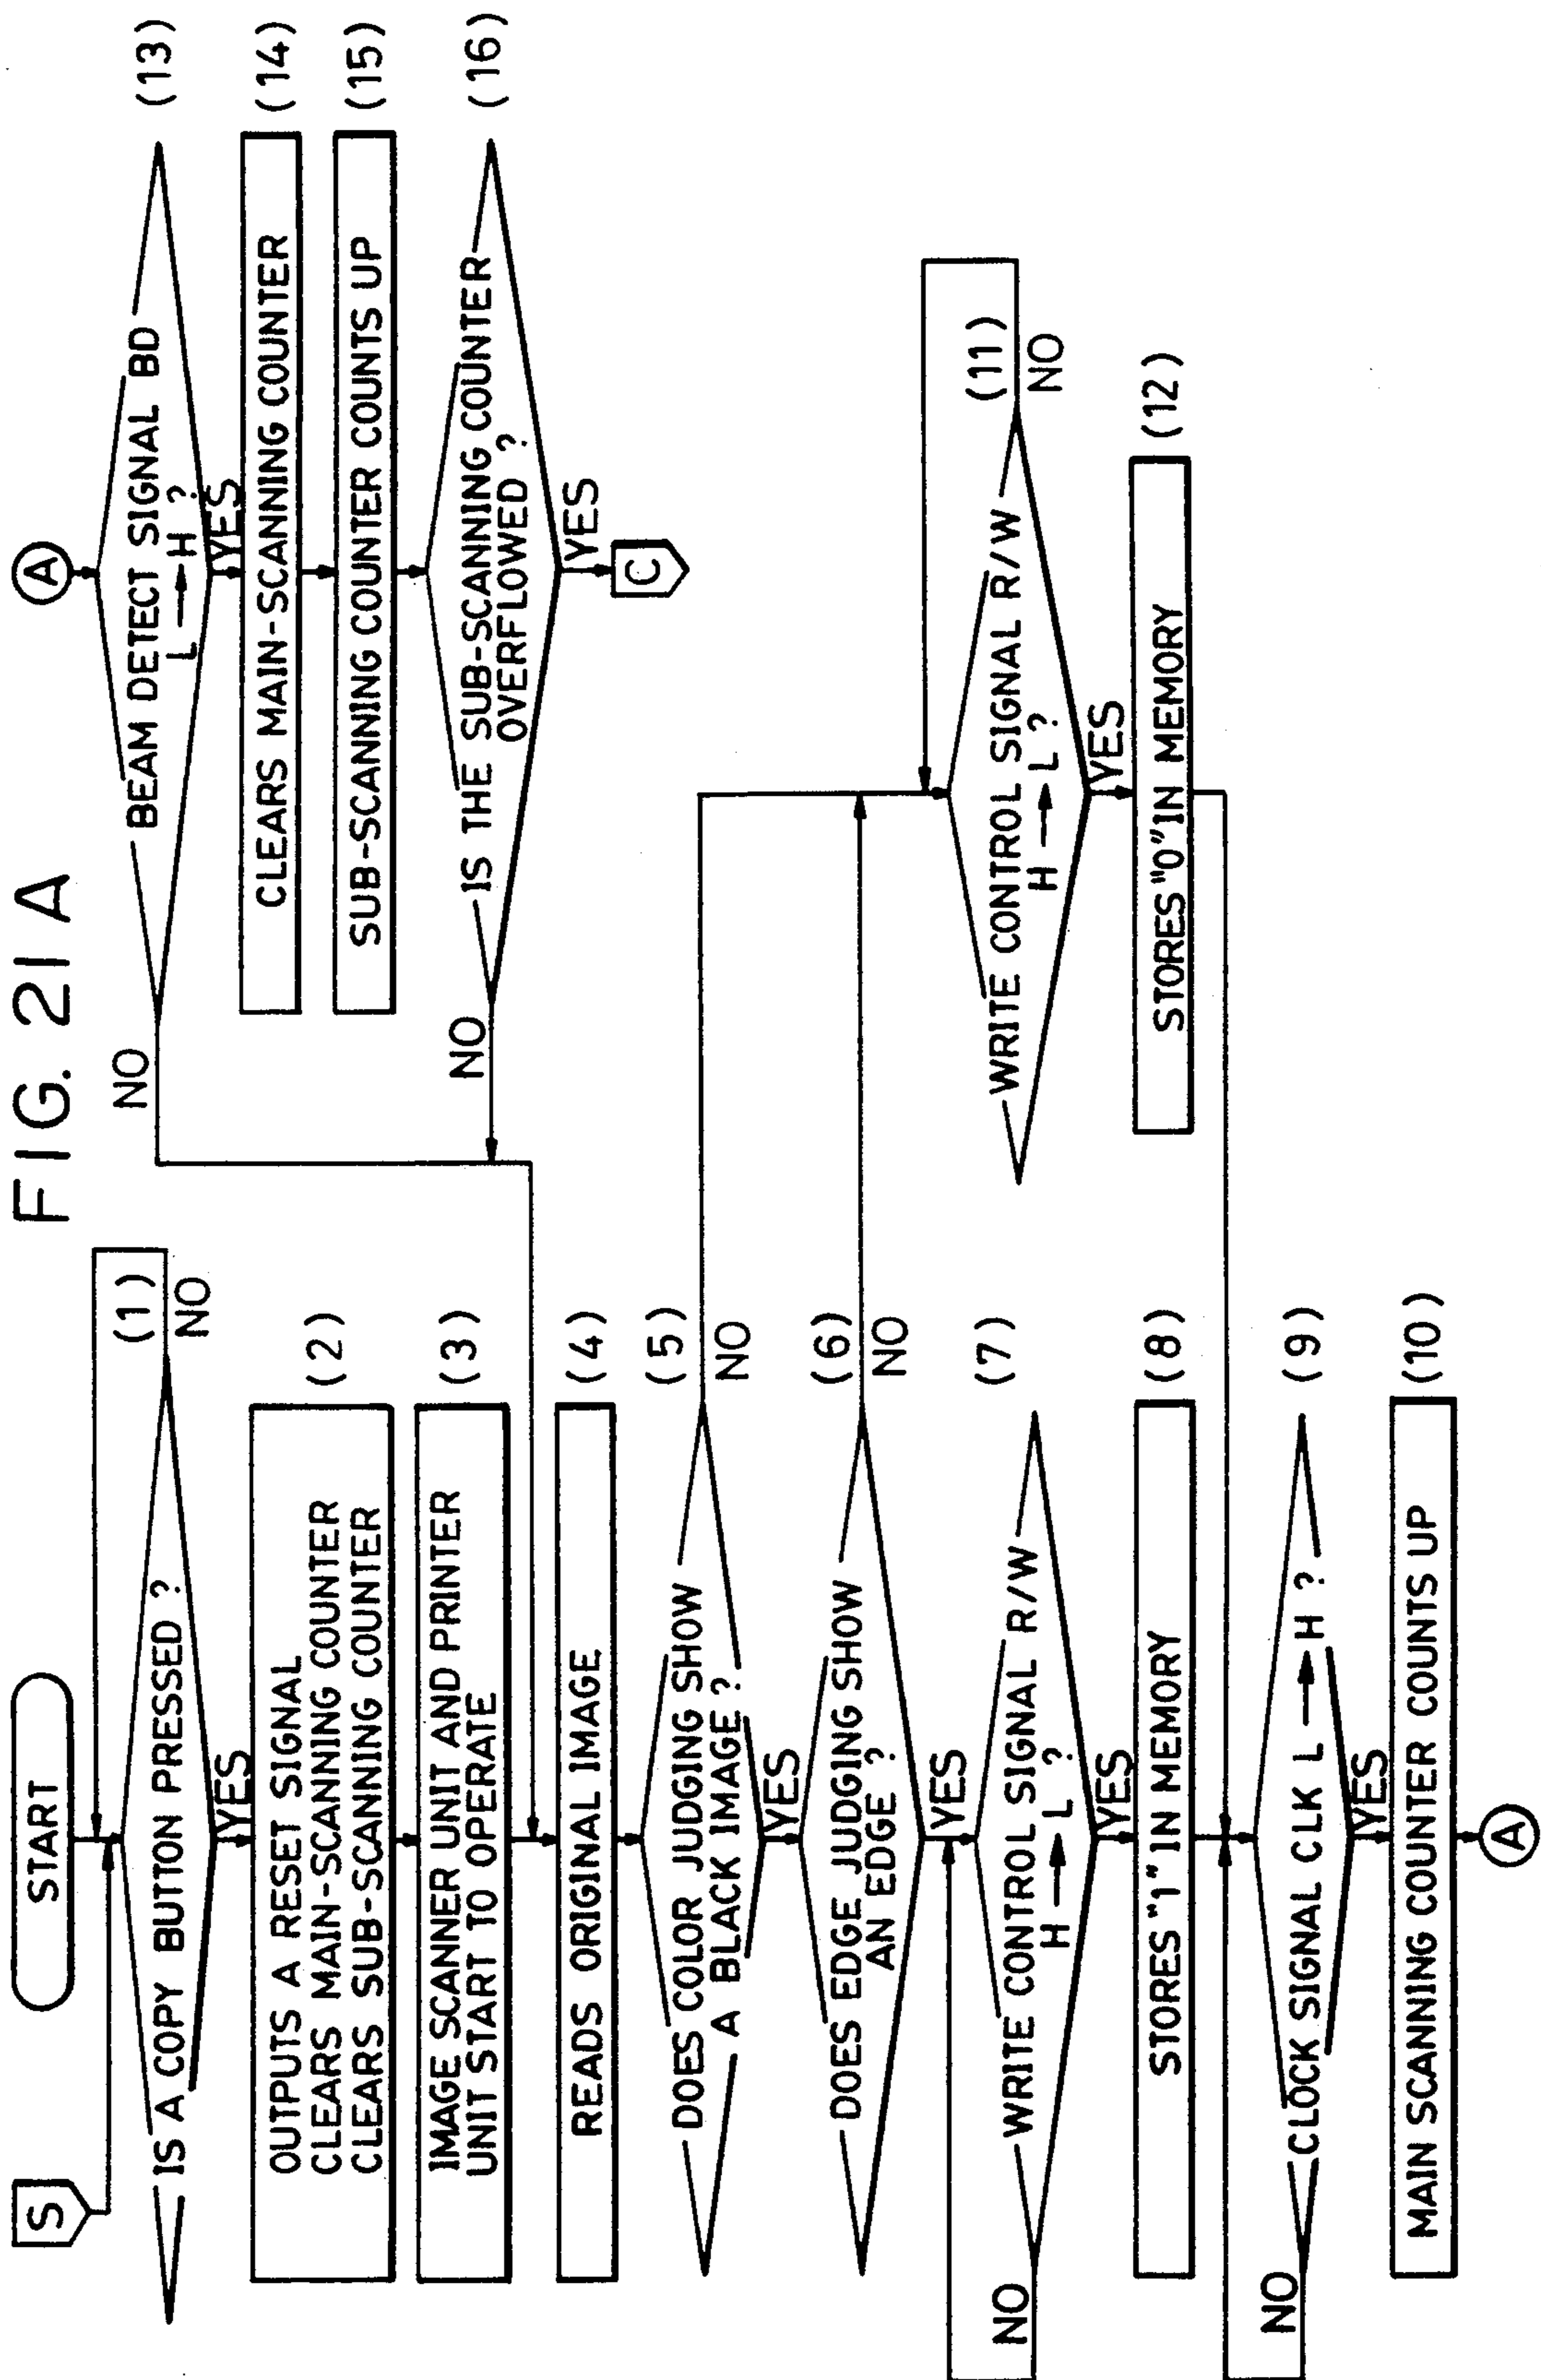 FIG. 21 A
S
START
IS A COPY BUTTON PRESSED ?
(1)
NO
YES
OUTPUTS A RESET SIGNAL
CLEARS MAIN-SCANNING COUNTER
CLEARS SUB-SCANNING COUNTER
(2)
IMAGE SCANNER UNIT AND PRINTER
UNIT START TO OPERATE
(3)
READS ORIGINAL IMAGE
(4)
DOES COLOR JUDGING SHOW
A BLACK IMAGE ?
(5)
NO
YES
DOES EDGE JUDGING SHOW
AN EDGE ?
(6)
NO
YES
WRITE CONTROL SIGNAL R/W
H → L ?
(7)
NO
YES
STORES "1" IN MEMORY
(8)
CLOCK SIGNAL CLK L → H ?
(9)
NO
YES
MAIN SCANNING COUNTER COUNTS UP
(10)
A
A
BEAM DETECT SIGNAL BD
L → H ?
(13)
NO
YES
CLEARS MAIN-SCANNING COUNTER
(14)
SUB-SCANNING COUNTER COUNTS UP
(15)
IS THE SUB-SCANNING COUNTER
OVERFLOWED ?
(16)
NO
YES
C
WRITE CONTROL SIGNAL R/W
H → L ?
(11)
NO
YES
STORES "0" IN MEMORY
(12)